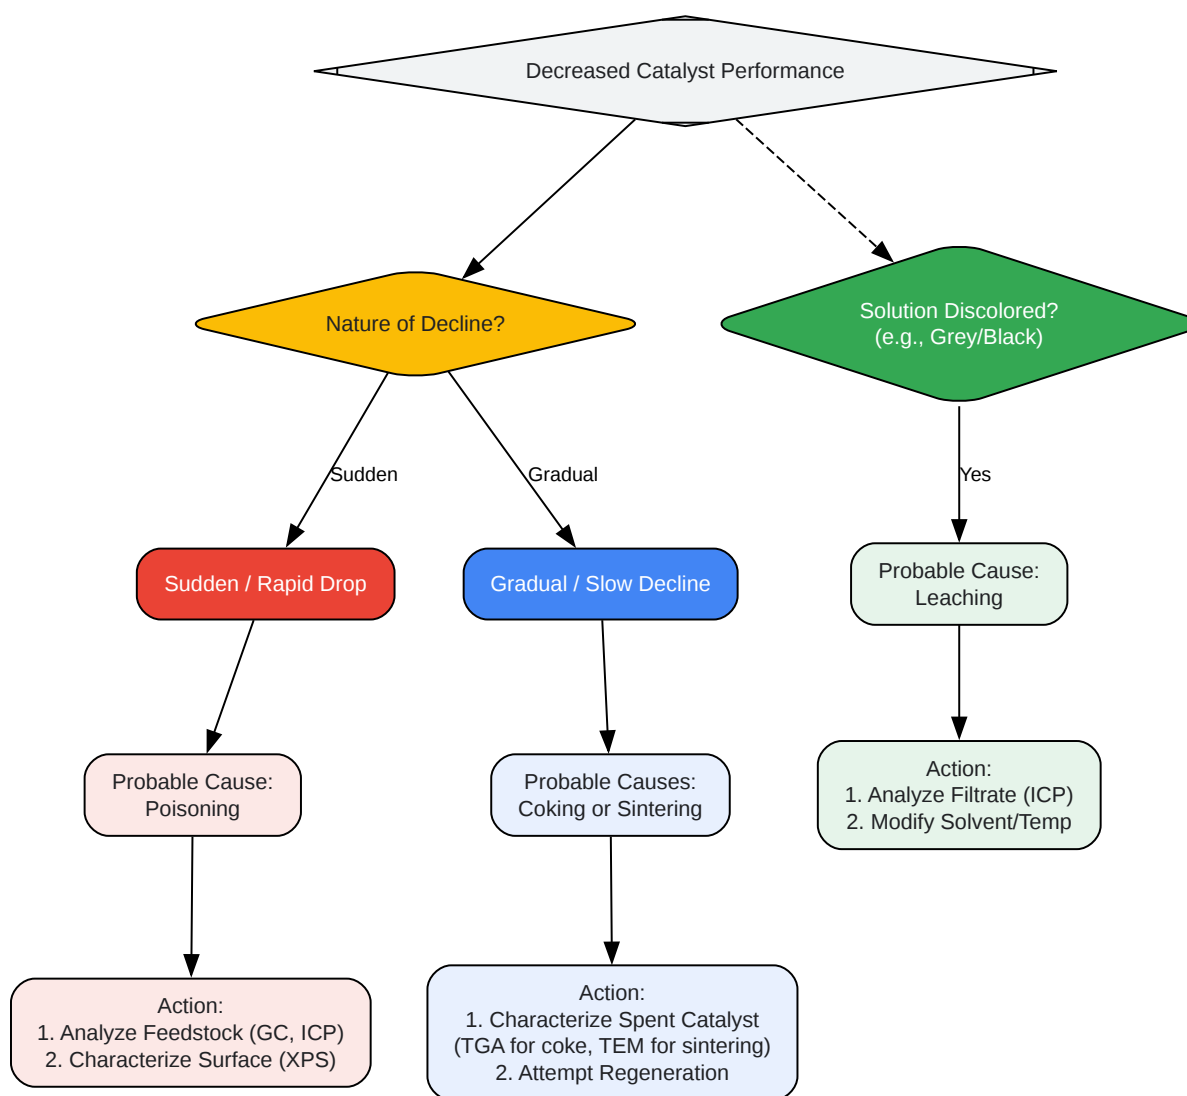 Decreased Catalyst Performance
Nature of Decline?
Solution Discolored?
(e.g., Grey/Black)
Sudden
Gradual
Yes
Sudden / Rapid Drop
Gradual / Slow Decline
Probable Cause:
Leaching
Probable Cause:
Poisoning
Probable Causes:
Coking or Sintering
Action:
1. Analyze Filtrate (ICP)
2. Modify Solvent/Temp
Action:
1. Analyze Feedstock (GC, ICP)
2. Characterize Surface (XPS)
Action:
1. Characterize Spent Catalyst
(TGA for coke, TEM for sintering)
2. Attempt Regeneration